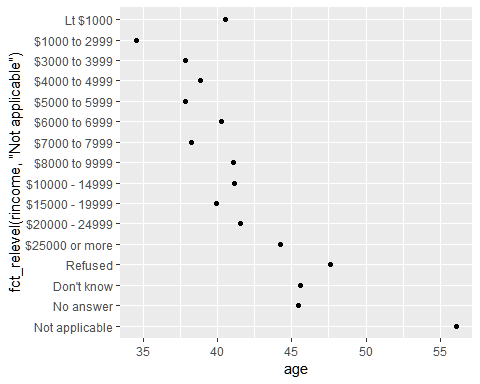 fct_relevel(rincome, "Not applicable")
Lt $1000
$1000 to 2999
$3000 to 3999
$4000 to 4999
$5000 to 5999
$6000 to 6999
$7000 to 7999
$8000 to 9999
$10000 - 14999
$15000 - 19999
$20000 - 24999
$25000 or more
Refused
Don't know
No answer
Not applicable
35 40 45 50 55
age